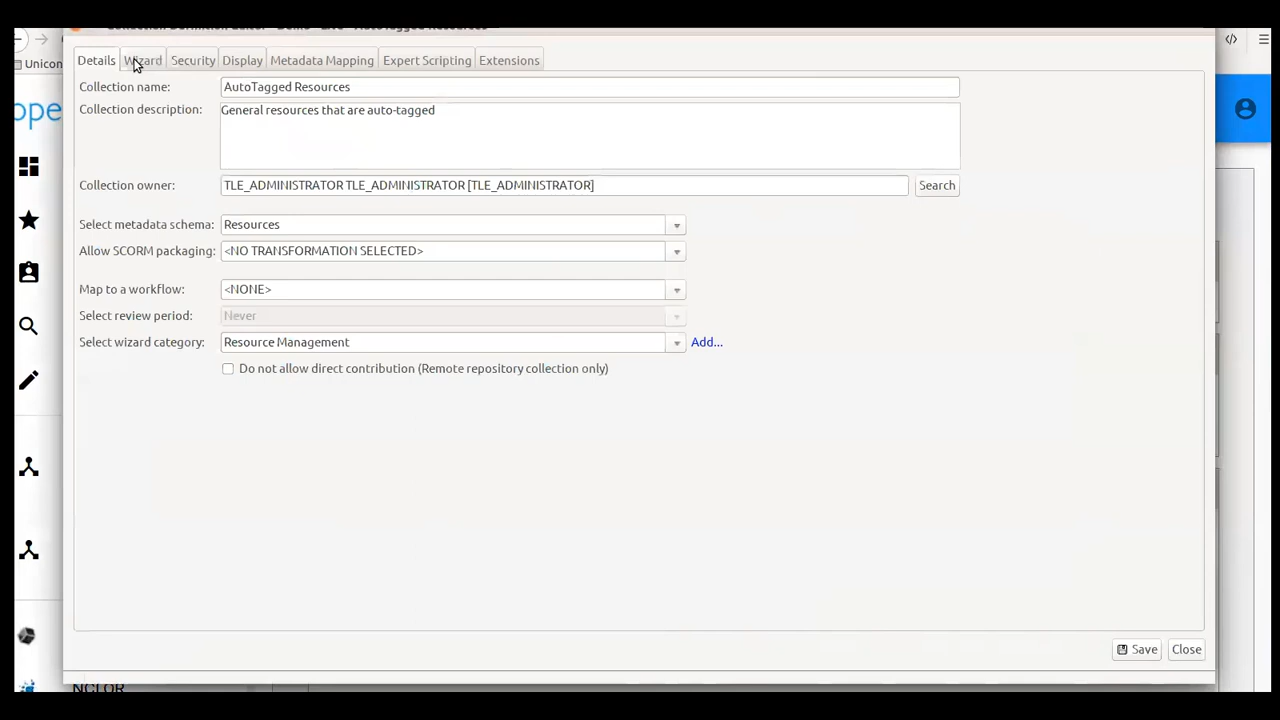 Unicon
ope
Details Wizard Security Display Metadata Mapping Expert Scripting Extensions
Collection name: AutoTagged Resources
Collection description: General resources that are auto-tagged
Collection owner: TLE_ADMINISTRATOR TLE_ADMINISTRATOR [TLE_ADMINISTRATOR] Search
Select metadata schema: Resources
Allow SCORM packaging: <NO TRANSFORMATION SELECTED>
Map to a workflow: <NONE>
Select review period: Never
Select wizard category: Resource Management Add...
Do not allow direct contribution (Remote repository collection only)
Save Close
NCLOR